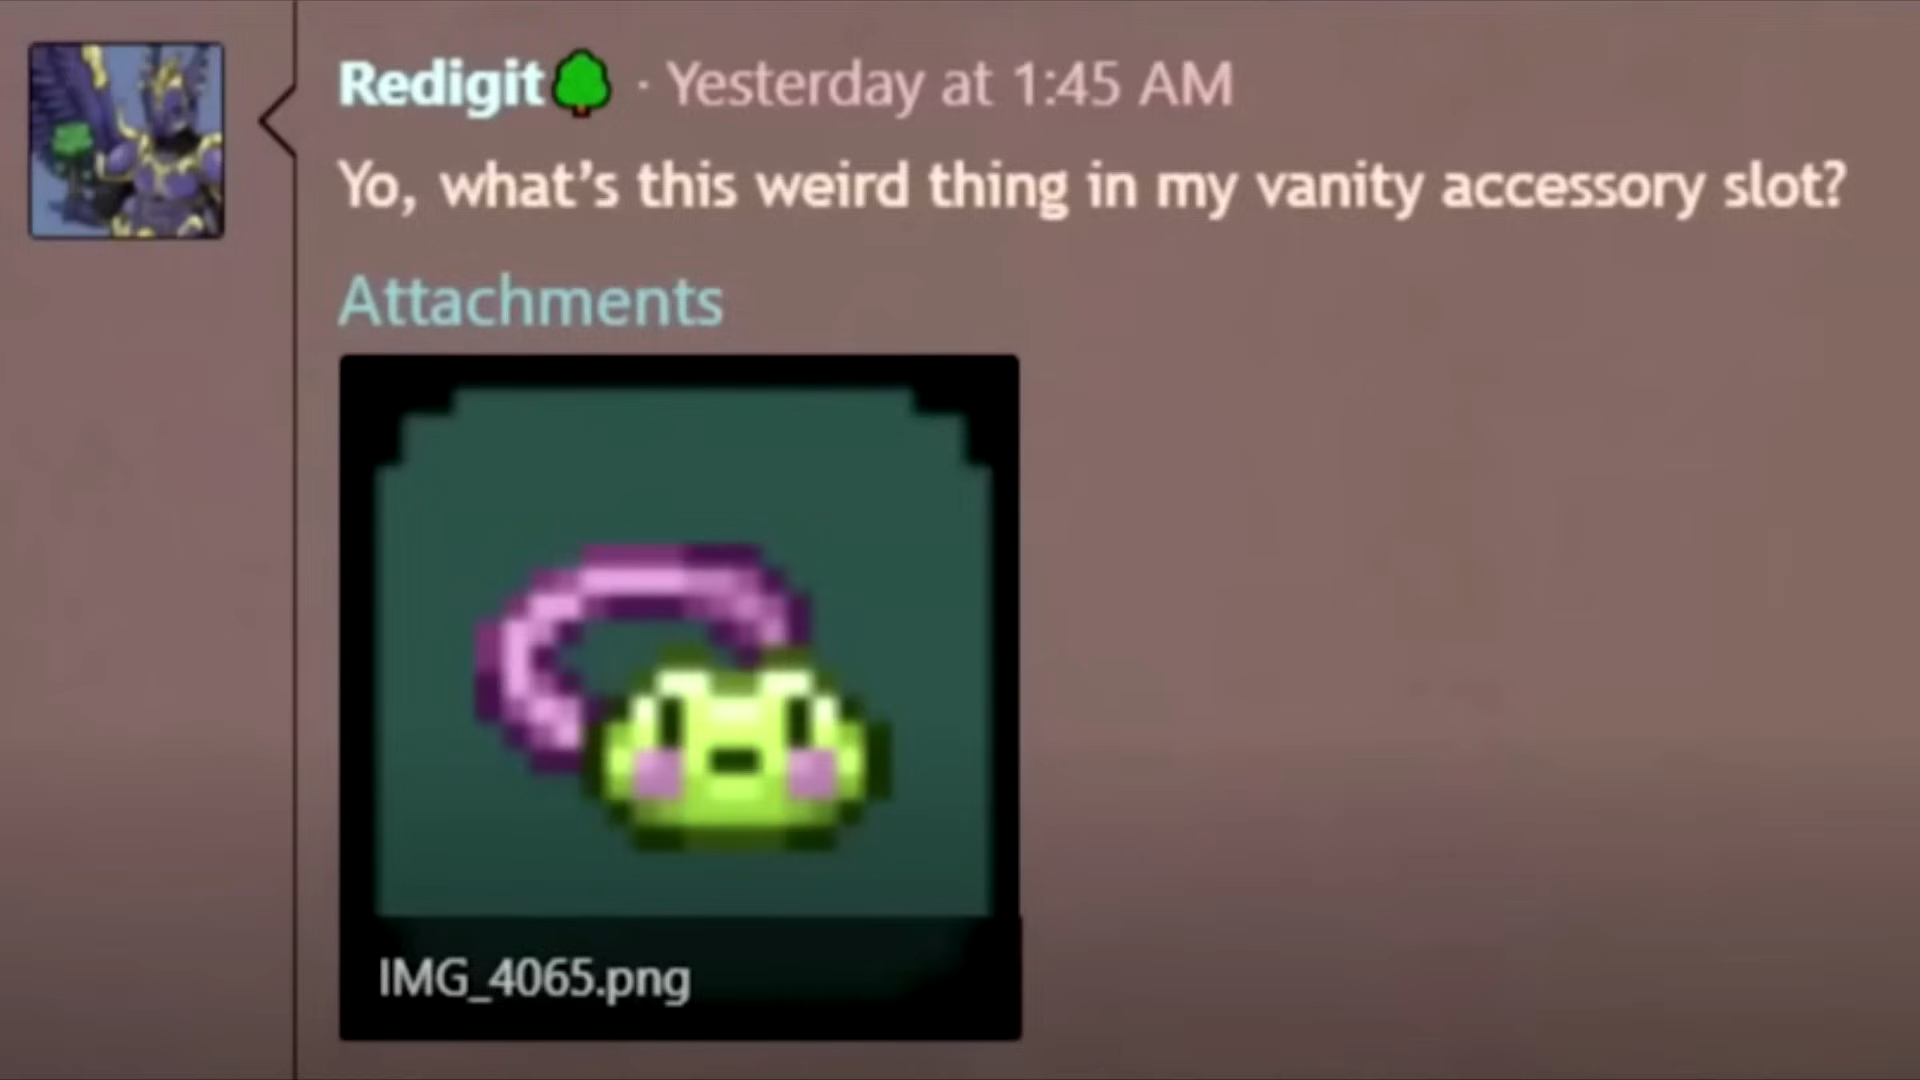 Redigit🌳 · Yesterday at 1:45 AM
Yo, what's this weird thing in my vanity accessory slot?
Attachments
IMG_4065.png